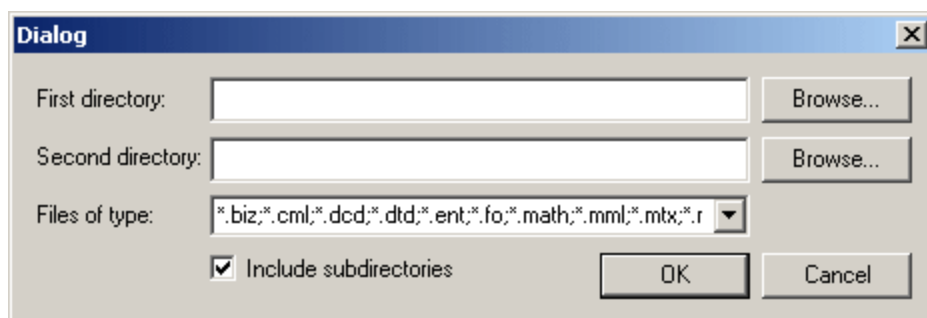 Dialog
First directory:
Browse...
Second directory:
Browse...
Files of type:
*.biz;*.cml;*.dcd;*.dtd;*.ent;*.fo;*.math;*.mml;*.mtx;*.r
Include subdirectories
OK
Cancel